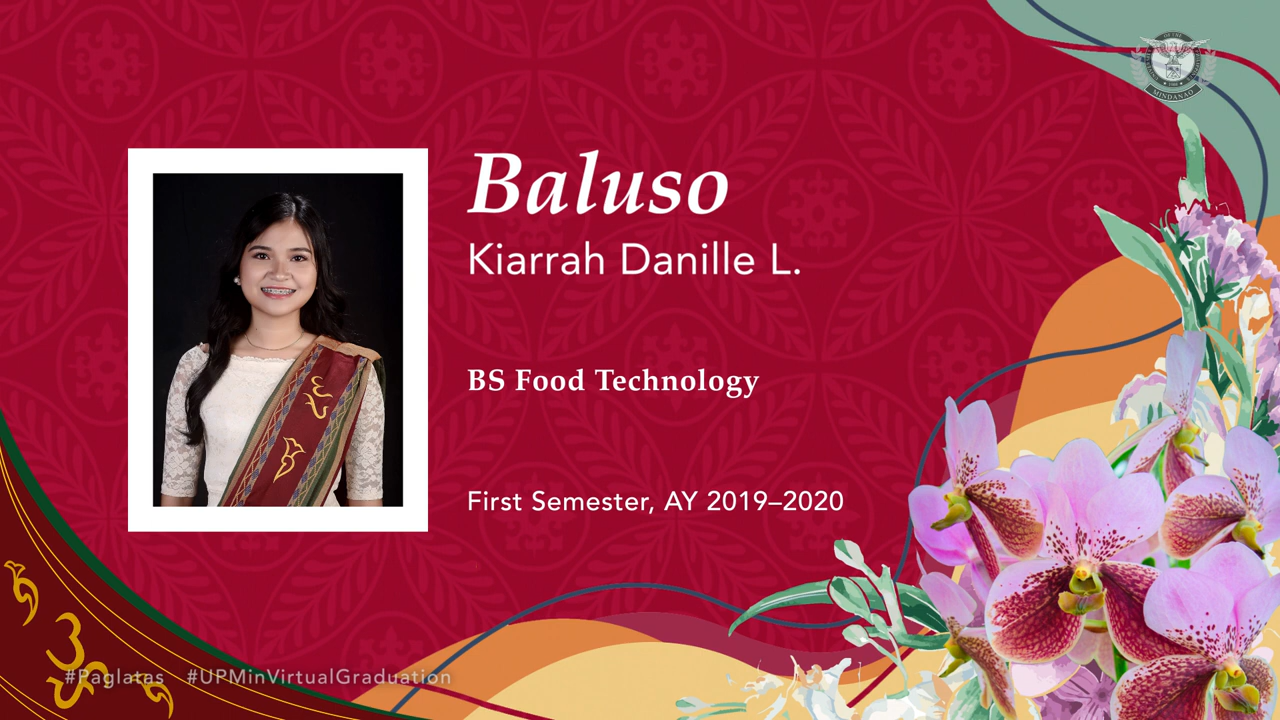 Baluso
Kiarrah Danille L.
BS Food Technology
First Semester, AY 2019–2020
#Paglatas #UPMinVirtualGraduation
MINDANAO